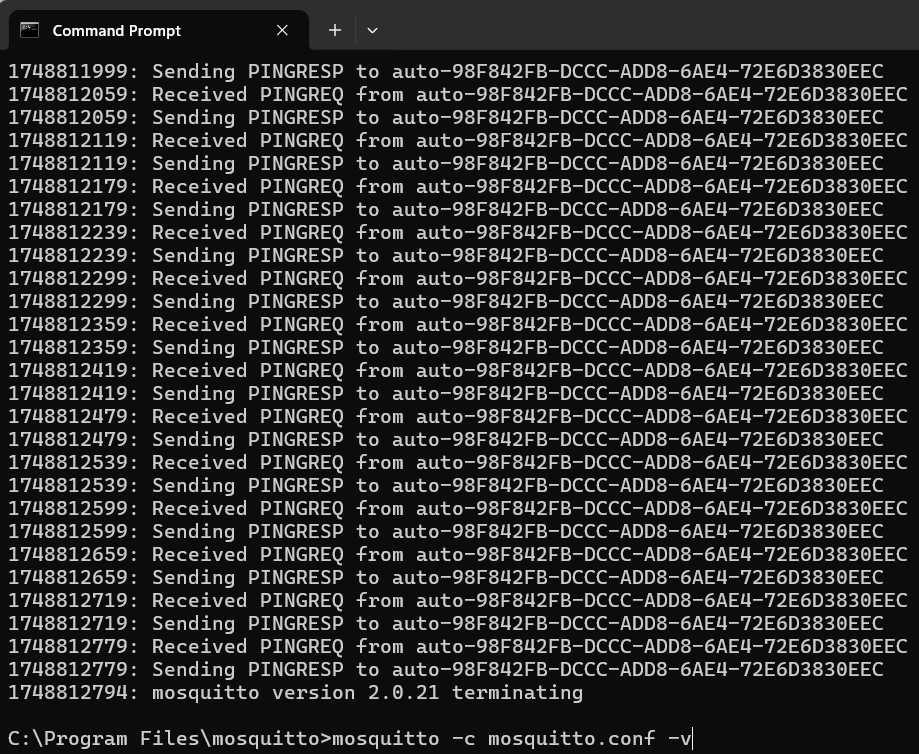 Command Prompt
1748811999: Sending PINGRESP to auto-98F842FB-DCCC-ADD8-6AE4-72E6D3830EEC
1748812059: Received PINGREQ from auto-98F842FB-DCCC-ADD8-6AE4-72E6D3830EEC
1748812059: Sending PINGRESP to auto-98F842FB-DCCC-ADD8-6AE4-72E6D3830EEC
1748812119: Received PINGREQ from auto-98F842FB-DCCC-ADD8-6AE4-72E6D3830EEC
1748812119: Sending PINGRESP to auto-98F842FB-DCCC-ADD8-6AE4-72E6D3830EEC
1748812179: Received PINGREQ from auto-98F842FB-DCCC-ADD8-6AE4-72E6D3830EEC
1748812179: Sending PINGRESP to auto-98F842FB-DCCC-ADD8-6AE4-72E6D3830EEC
1748812239: Received PINGREQ from auto-98F842FB-DCCC-ADD8-6AE4-72E6D3830EEC
1748812239: Sending PINGRESP to auto-98F842FB-DCCC-ADD8-6AE4-72E6D3830EEC
1748812299: Received PINGREQ from auto-98F842FB-DCCC-ADD8-6AE4-72E6D3830EEC
1748812299: Sending PINGRESP to auto-98F842FB-DCCC-ADD8-6AE4-72E6D3830EEC
1748812359: Received PINGREQ from auto-98F842FB-DCCC-ADD8-6AE4-72E6D3830EEC
1748812359: Sending PINGRESP to auto-98F842FB-DCCC-ADD8-6AE4-72E6D3830EEC
1748812419: Received PINGREQ from auto-98F842FB-DCCC-ADD8-6AE4-72E6D3830EEC
1748812419: Sending PINGRESP to auto-98F842FB-DCCC-ADD8-6AE4-72E6D3830EEC
1748812479: Received PINGREQ from auto-98F842FB-DCCC-ADD8-6AE4-72E6D3830EEC
1748812479: Sending PINGRESP to auto-98F842FB-DCCC-ADD8-6AE4-72E6D3830EEC
1748812539: Received PINGREQ from auto-98F842FB-DCCC-ADD8-6AE4-72E6D3830EEC
1748812539: Sending PINGRESP to auto-98F842FB-DCCC-ADD8-6AE4-72E6D3830EEC
1748812599: Received PINGREQ from auto-98F842FB-DCCC-ADD8-6AE4-72E6D3830EEC
1748812599: Sending PINGRESP to auto-98F842FB-DCCC-ADD8-6AE4-72E6D3830EEC
1748812659: Received PINGREQ from auto-98F842FB-DCCC-ADD8-6AE4-72E6D3830EEC
1748812659: Sending PINGRESP to auto-98F842FB-DCCC-ADD8-6AE4-72E6D3830EEC
1748812719: Received PINGREQ from auto-98F842FB-DCCC-ADD8-6AE4-72E6D3830EEC
1748812719: Sending PINGRESP to auto-98F842FB-DCCC-ADD8-6AE4-72E6D3830EEC
1748812779: Received PINGREQ from auto-98F842FB-DCCC-ADD8-6AE4-72E6D3830EEC
1748812779: Sending PINGRESP to auto-98F842FB-DCCC-ADD8-6AE4-72E6D3830EEC
1748812794: mosquitto version 2.0.21 terminating
C:\Program Files\mosquitto>mosquitto -c mosquitto.conf -v